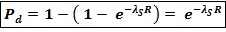 P_d = 1 − ( 1 − e^{−λ_S R}) = e^{−λ_S R}